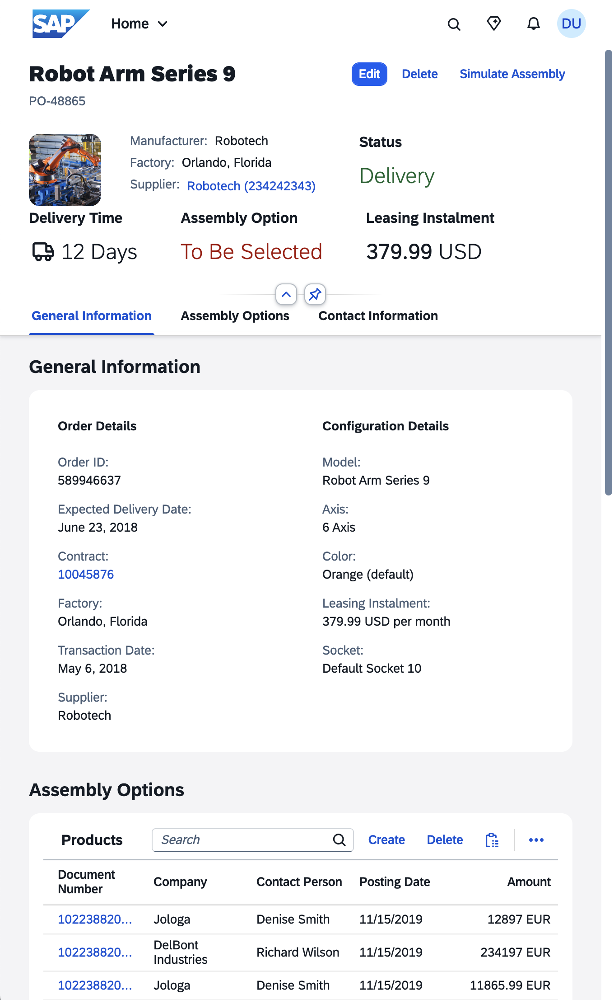 SAP
Home
DU
Robot Arm Series 9
Edit
Delete
Simulate Assembly
PO-48865
Manufacturer: Robotech
Factory: Orlando, Florida
Supplier: Robotech (234242343)
Status
Delivery
Delivery Time
12 Days
Assembly Option
To Be Selected
Leasing Instalment
379.99 USD
General Information
Assembly Options
Contact Information
General Information
Order Details
Order ID:
589946637
Expected Delivery Date:
June 23, 2018
Contract:
10045876
Factory:
Orlando, Florida
Transaction Date:
May 6, 2018
Supplier:
Robotech
Configuration Details
Model:
Robot Arm Series 9
Axis:
6 Axis
Color:
Orange (default)
Leasing Instalment:
379.99 USD per month
Socket:
Default Socket 10
Assembly Options
Products
Search
Create
Delete
Document
Number
Company
Contact Person
Posting Date
Amount
102238820...
Jologa
Denise Smith
11/15/2019
12897 EUR
102238820...
DelBont
Industries
Richard Wilson
11/15/2019
234197 EUR
102238820...
Jologa
Denise Smith
11/15/2019
11865.99 EUR